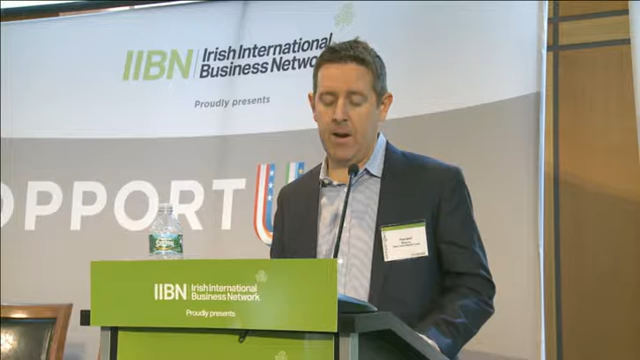 IIBN Irish International
Business Network
Proudly presents
OPPORTU
IIBN Irish International
Business Network
Proudly presents